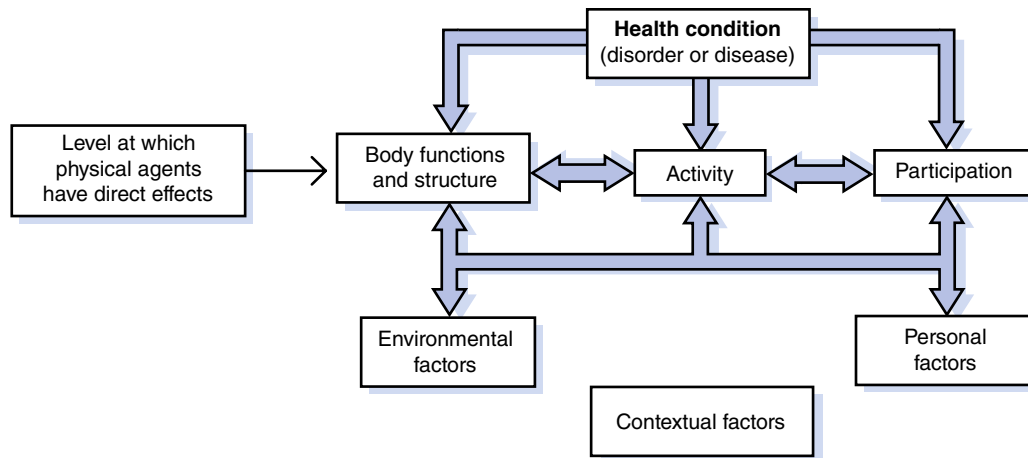 Health condition
(disorder or disease)
Level at which
physical agents
have direct effects
Body functions
and structure
Activity
Participation
Environmental
factors
Personal
factors
Contextual factors